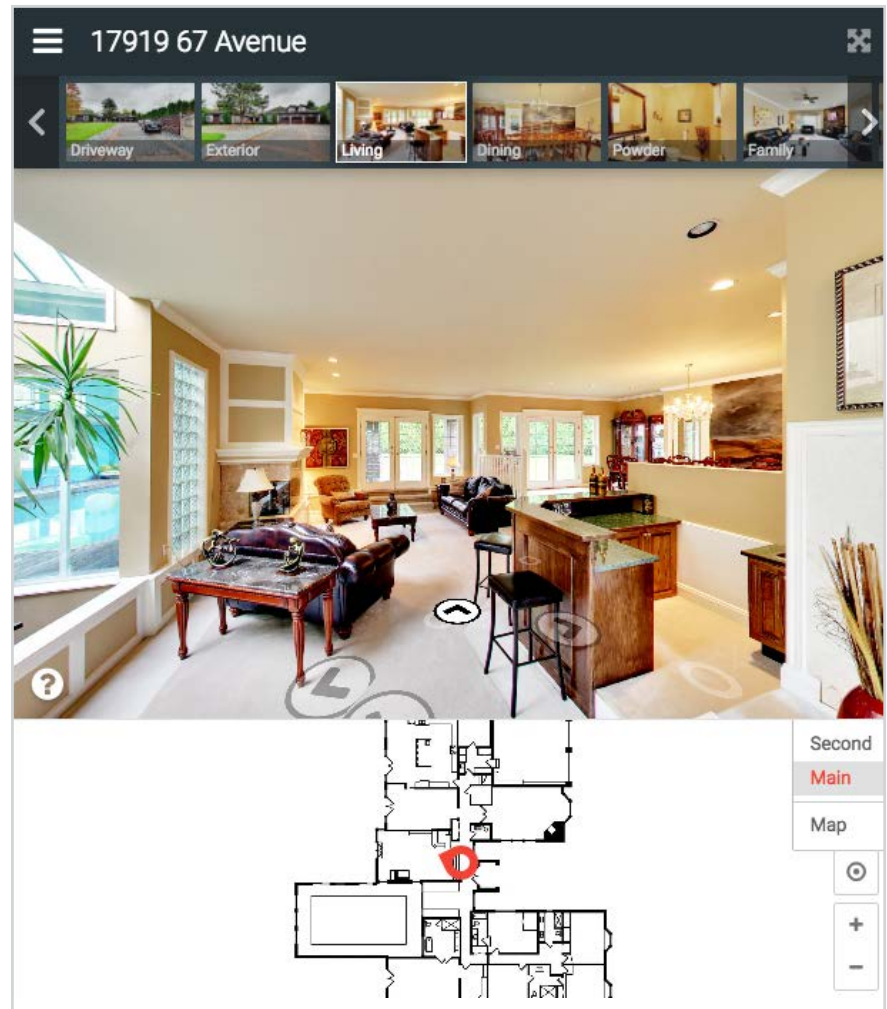 17919 67 Avenue
Driveway
Exterior
Living
Dining
Powder
Family
?
Second
Main
Map
+
−